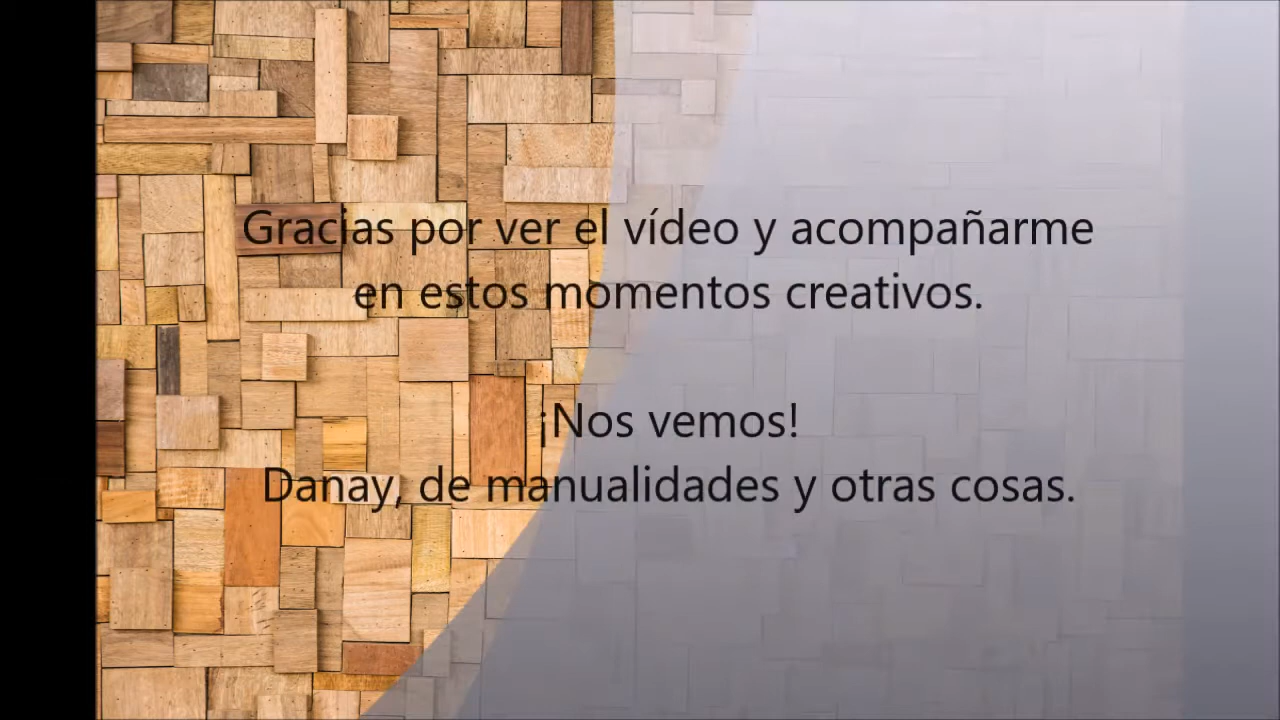 Gracias por ver el vídeo y acompañarme
en estos momentos creativos.
¡Nos vemos!
Danay, de manualidades y otras cosas.